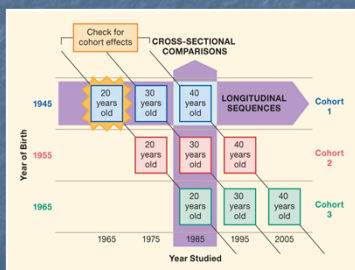 Check for
cohort effects
CROSS-SECTIONAL
COMPARISONS
Year of Birth
1945
20
years
old
30
years
old
40
years
old
LONGITUDINAL
SEQUENCES
Cohort
1
1955
20
years
old
30
years
old
40
years
old
Cohort
2
1965
20
years
old
30
years
old
40
years
old
Cohort
3
1965
1975
1985
1995
2005
Year Studied